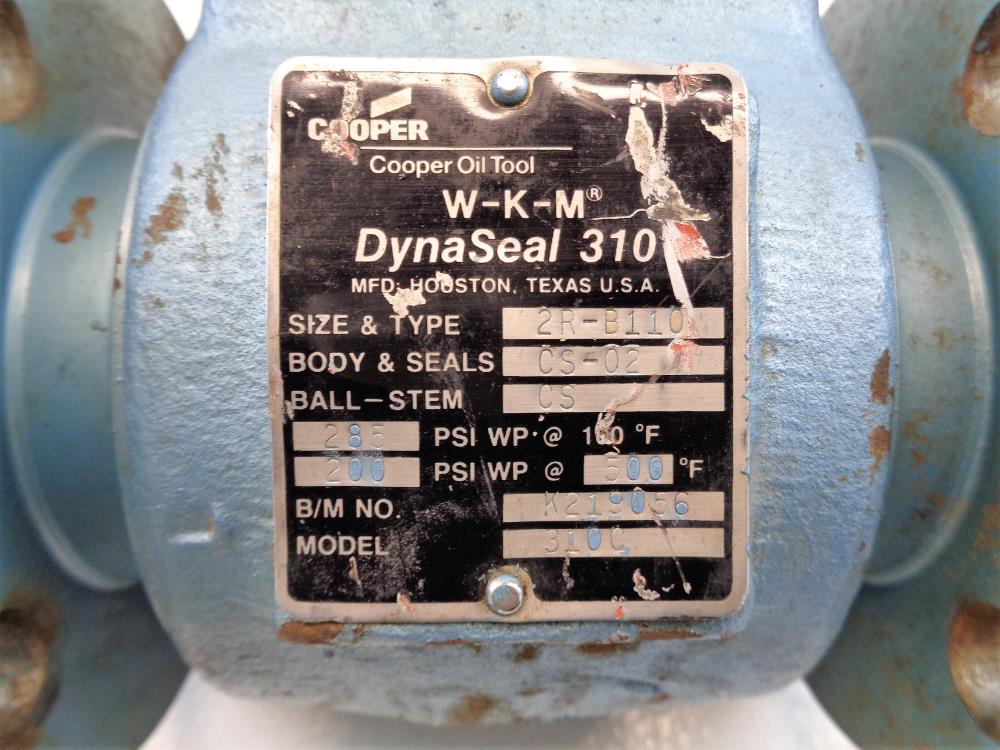 COOPER
Cooper Oil Tool
W-K-M®
DynaSeal 310
MFD: HOUSTON, TEXAS U.S.A.
SIZE & TYPE 2R-B110
BODY & SEALS CS-02
BALL-STEM CS
285 PSI WP @ 100 °F
200 PSI WP @ 500 °F
B/M NO. K219056
MODEL 310C